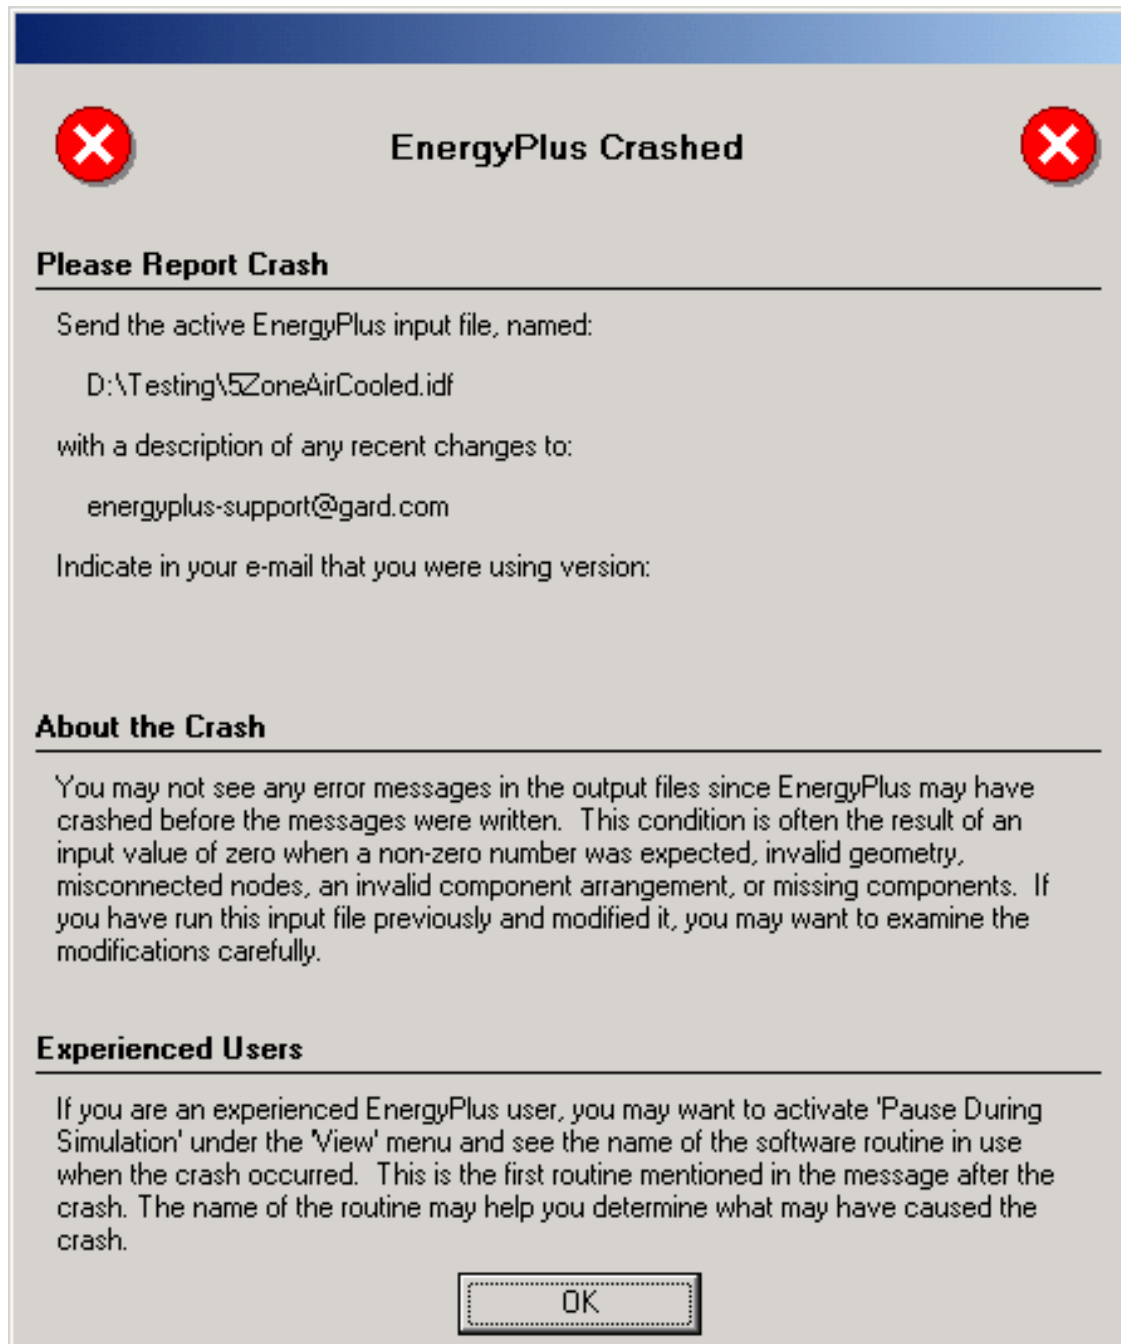 EnergyPlus Crashed
Please Report Crash
Send the active EnergyPlus input file, named:
D:\Testing\5ZoneAirCooled.idf
with a description of any recent changes to:
energyplus-support@gard.com
Indicate in your e-mail that you were using version:
About the Crash
You may not see any error messages in the output files since EnergyPlus may have
crashed before the messages were written.  This condition is often the result of an
input value of zero when a non-zero number was expected, invalid geometry,
misconnected nodes, an invalid component arrangement, or missing components.  If
you have run this input file previously and modified it, you may want to examine the
modifications carefully.
Experienced Users
If you are an experienced EnergyPlus user, you may want to activate 'Pause During
Simulation' under the 'View' menu and see the name of the software routine in use
when the crash occurred.  This is the first routine mentioned in the message after the
crash. The name of the routine may help you determine what may have caused the
crash.
OK